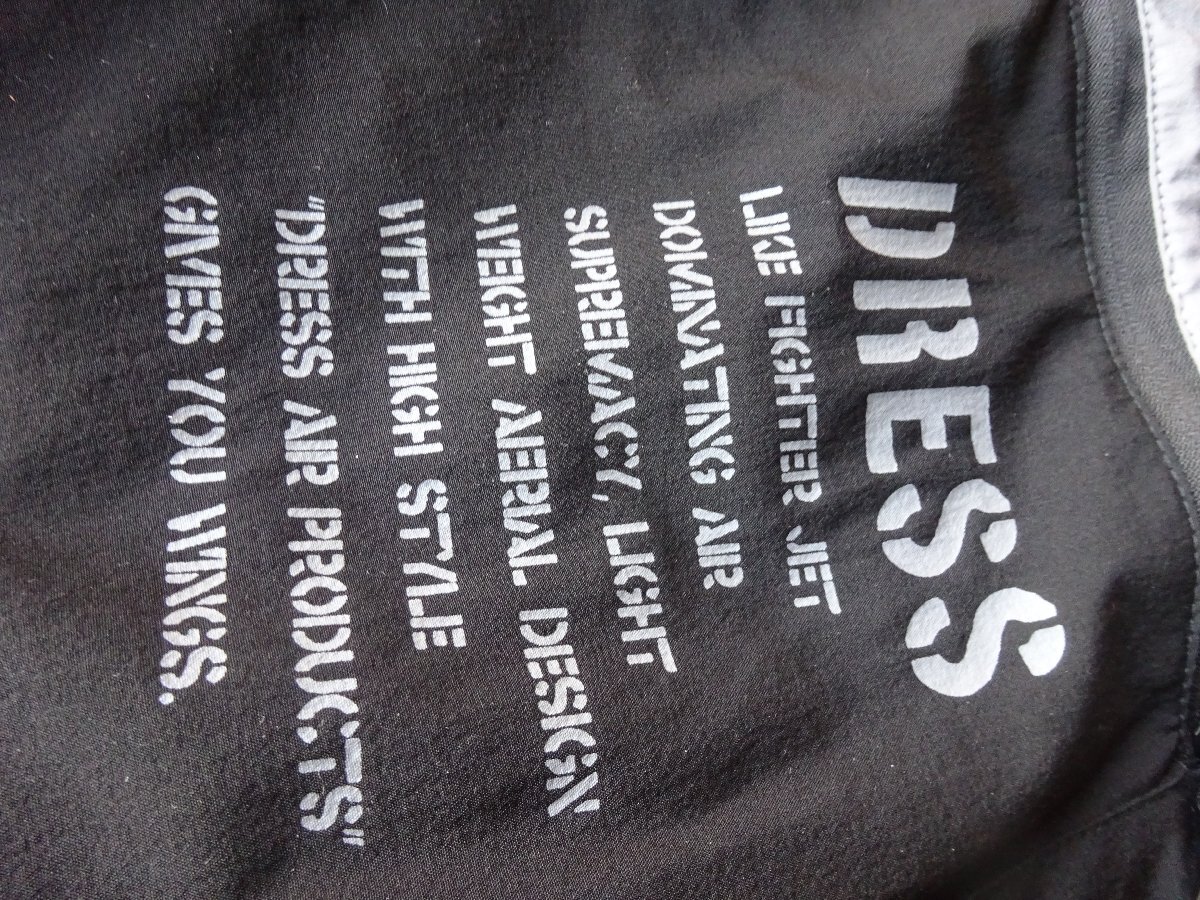 DRESS
LIKE FIGHTER JET
DOMINATING AIR
SUPREMACY, LIGHT
WEIGHT AERIAL DESIGN
WITH HIGH STYLE
"DRESS AIR PRODUCTS"
GIVES YOU WINGS.